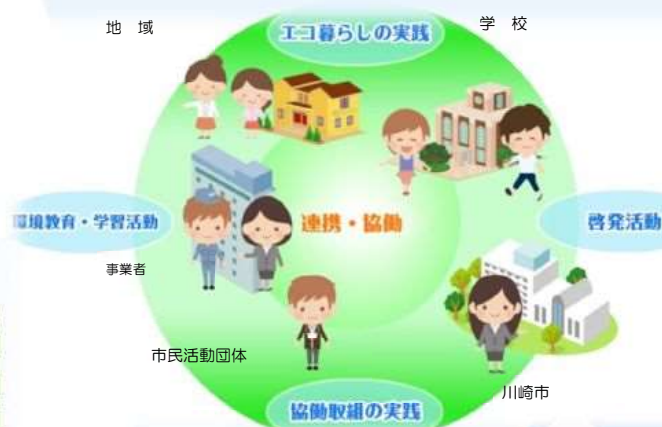 地　域
エコ暮らしの実践
学　校
環境教育・学習活動
連携・協働
啓発活動
事業者
市民活動団体
川崎市
協働取組の実践